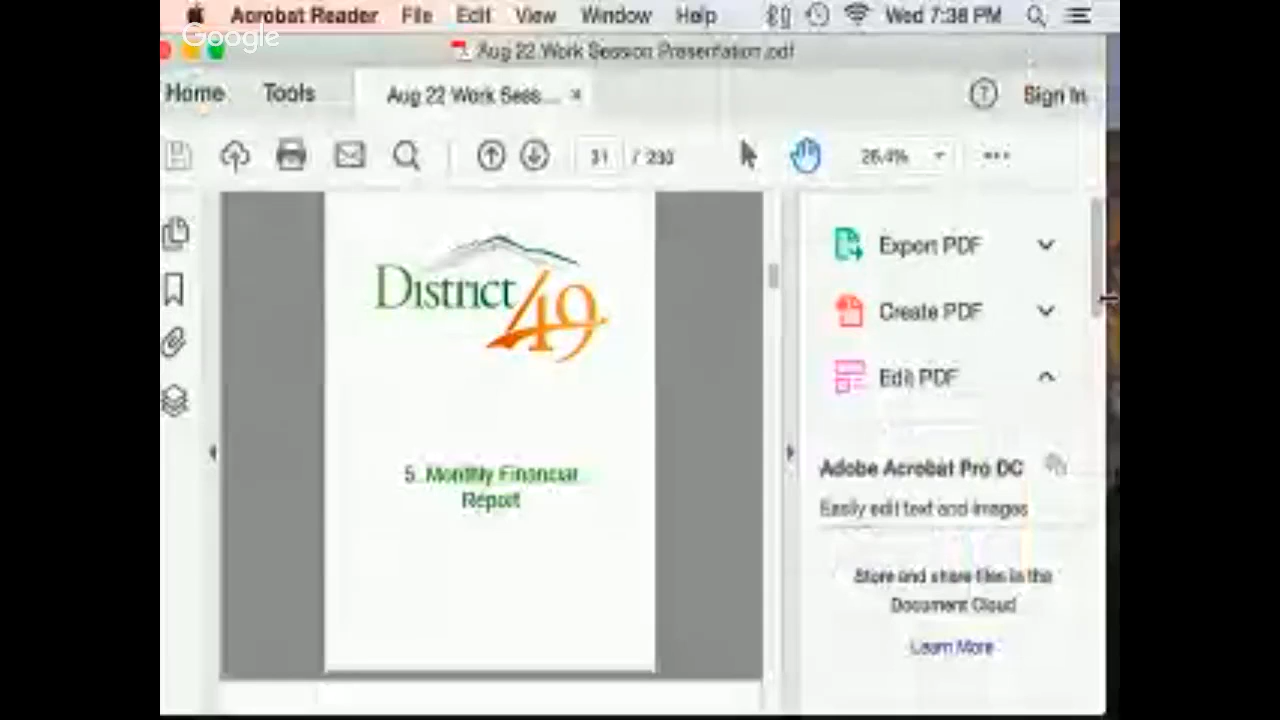 Acrobat Reader File Edit View Window Help Wed 7:38 PM
Google
Aug 22 Work Session Presentation.pdf
Home Tools Aug 22 Work Sess... × Sign In
31 / 230 26.4%
District 49
5. Monthly Financial
Report
Export PDF
Create PDF
Edit PDF
Adobe Acrobat Pro DC
Easily edit text and images
Store and share files in the
Document Cloud
Learn More